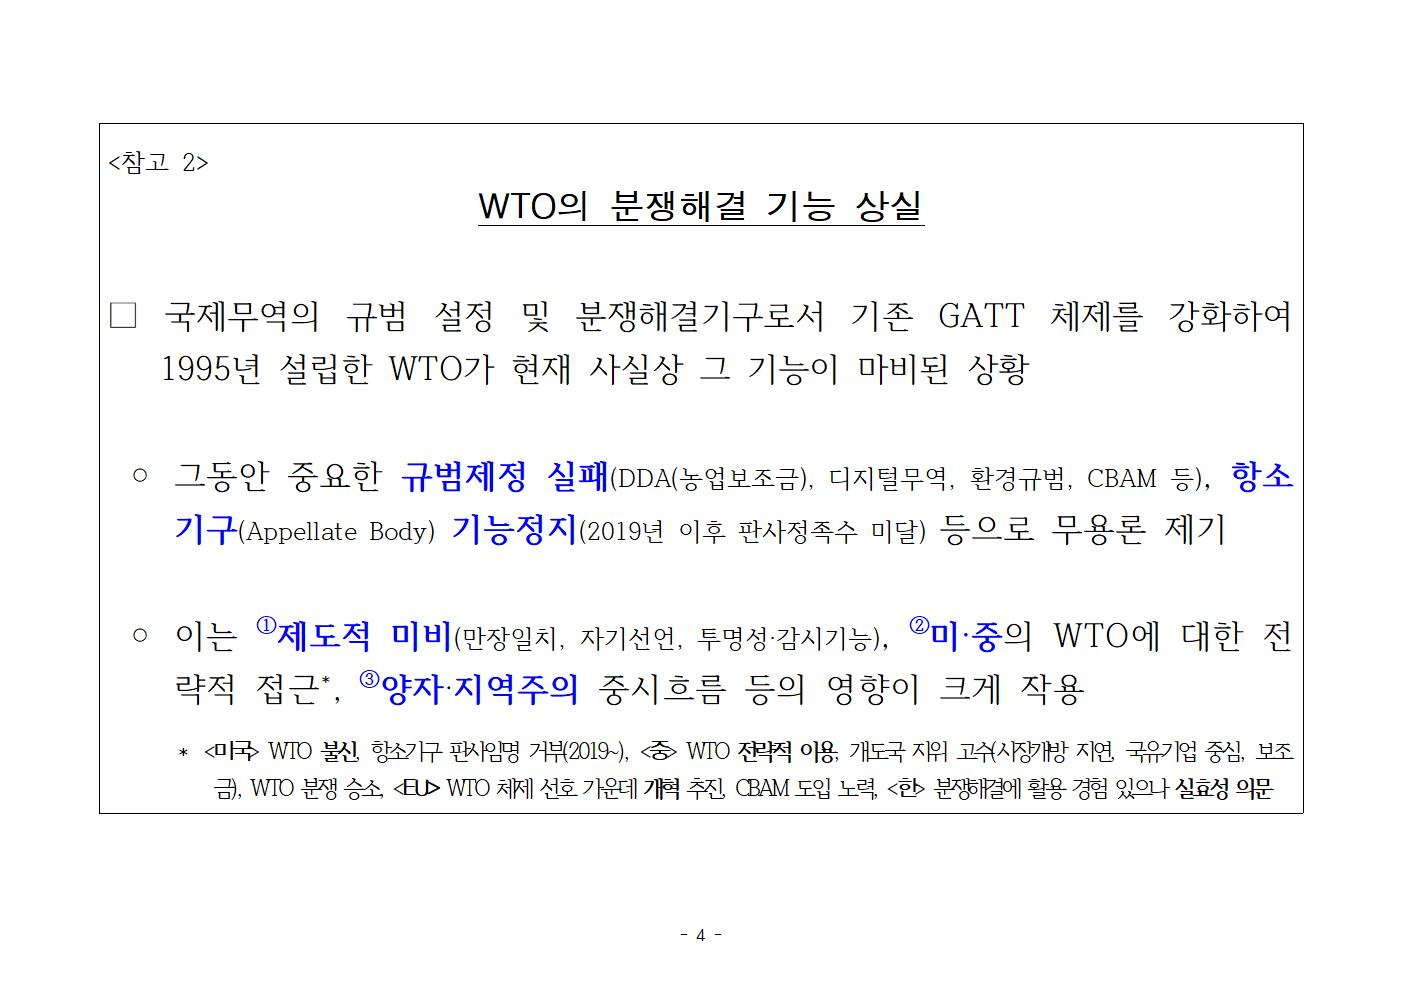 <참고 2>
WTO의 분쟁해결 기능 상실
□ 국제무역의 규범 설정 및 분쟁해결기구로서 기존 GATT 체제를 강화하여
1995년 설립한 WTO가 현재 사실상 그 기능이 마비된 상황
○ 그동안 중요한 규범제정 실패(DDA(농업보조금), 디지털무역, 환경규범, CBAM 등), 항소
기구(Appellate Body) 기능정지(2019년 이후 판사정족수 미달) 등으로 무용론 제기
○ 이는 ①제도적 미비(만장일치, 자기선언, 투명성·감시기능), ②미·중의 WTO에 대한 전
략적 접근*, ③양자·지역주의 중시흐름 등의 영향이 크게 작용
* <미국> WTO 불신, 항소기구 판사임명 거부(2019~), <중> WTO 전략적 이용, 개도국 지위 고수(시장개방 지연, 국유기업 중심, 보조
금), WTO 분쟁 승소, <EU> WTO 체제 선호 가운데 개혁 추진, CBAM 도입 노력, <한> 분쟁해결에 활용 경험 있으나 실효성 의문
- 4 -